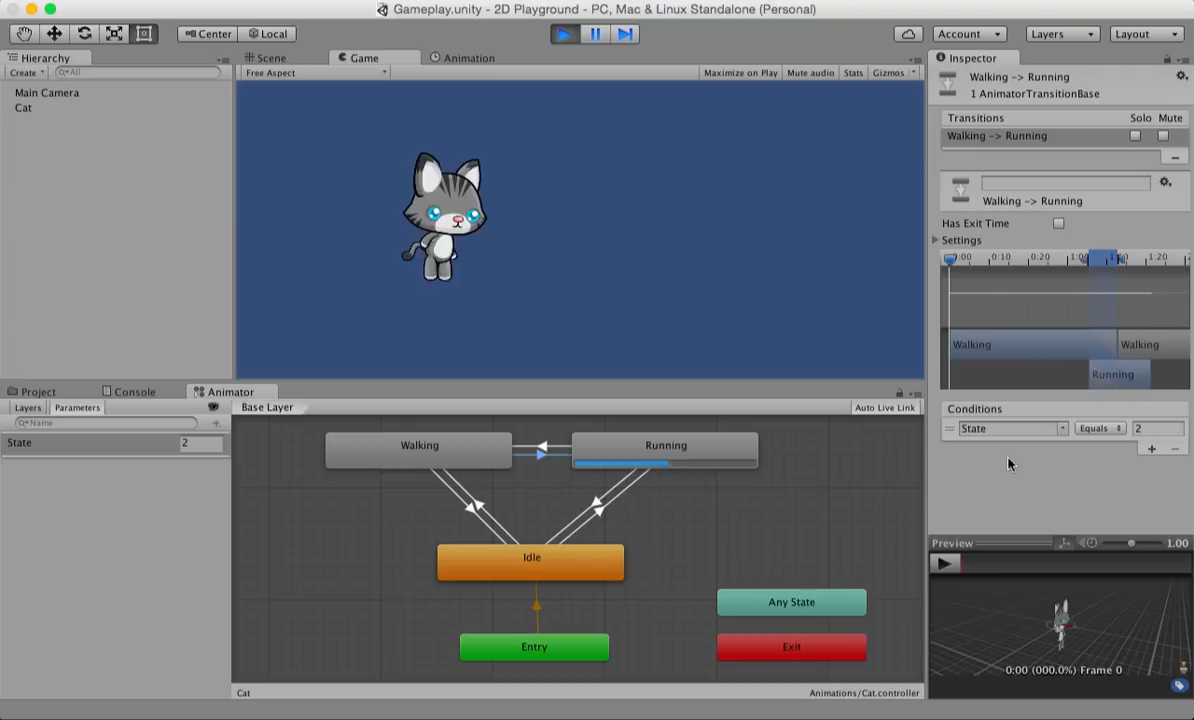 Gameplay.unity - 2D Playground - PC, Mac & Linux Standalone (Personal)
Center Local
Account Layers Layout
Hierarchy
Create All
Main Camera
Cat
Scene Game Animation
Free Aspect Maximize on Play Mute audio Stats Gizmos
Inspector
Walking -> Running
1 AnimatorTransitionBase
Transitions Solo Mute
Walking -> Running
Walking -> Running
Has Exit Time
Settings
0:10 0:20 1:20
Walking Walking
Running
Conditions
State Equals 2
Project Console Animator
Layers Parameters Base Layer Auto Live Link
Name
State 2
Walking Running
Idle
Any State
Entry Exit
Cat Animations/Cat.controller
Preview 1.00
0:00 (000.0%) Frame 0